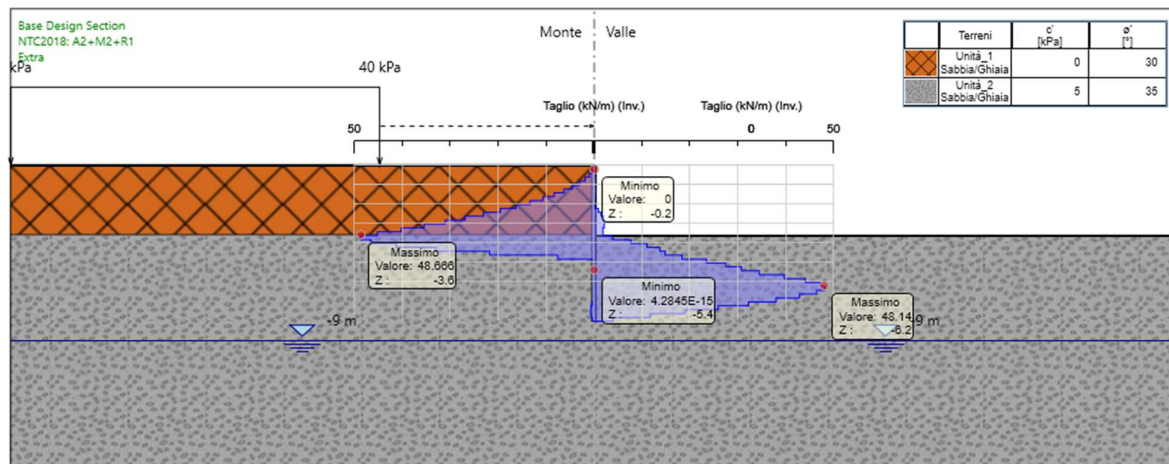 Base Design Section
NTC2018: A2+M2+R1
Extra
kPa
40 kPa
Monte
Valle
Terreni c' [kPa] ø' [°]
Unità_1 Sabbia/Ghiaia 0 30
Unità_2 Sabbia/Ghiaia 5 35
Taglio (kN/m) (Inv.)
Taglio (kN/m) (Inv.)
50
0
50
Minimo
Valore: 0
Z : -0.2
Massimo
Valore: 48.666
Z : -3.6
Minimo
Valore: 4.2845E-15
Z : -5.4
Massimo
Valore: 48.14
Z : -6.2
-9 m
-9 m